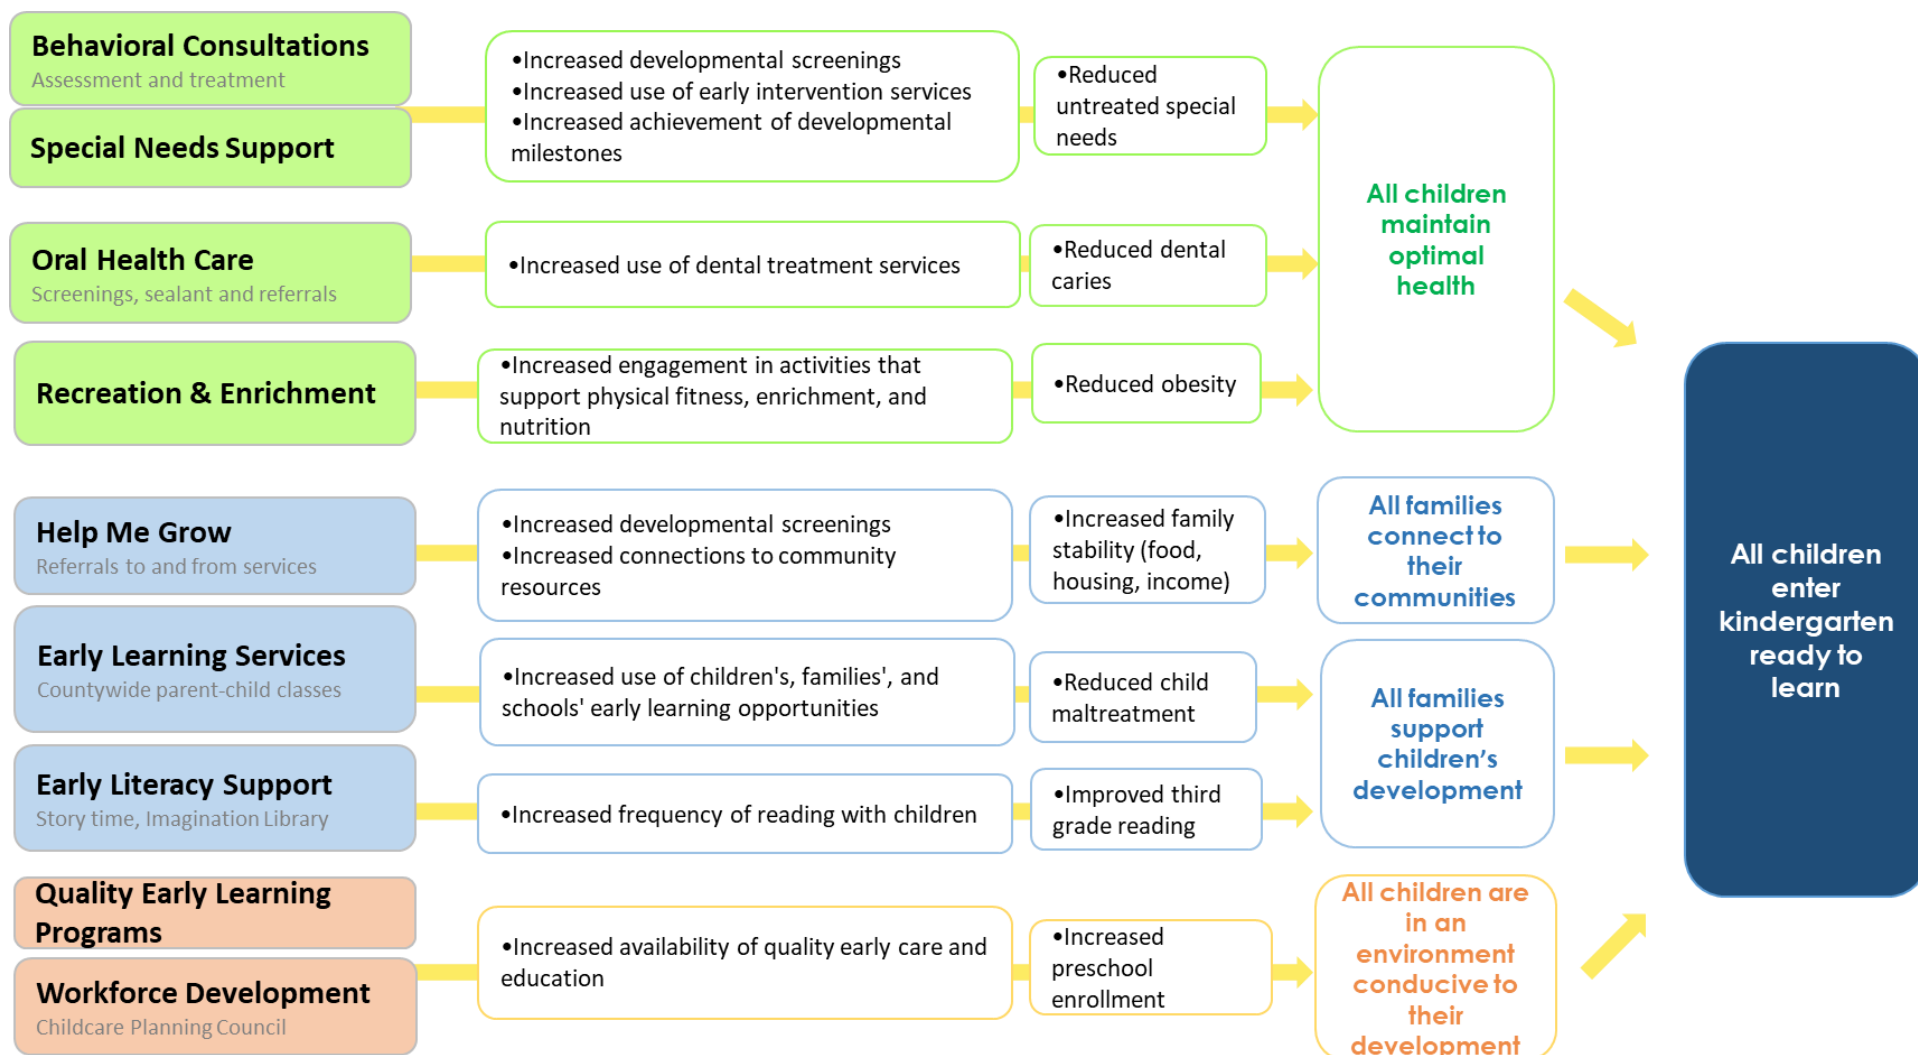 Behavioral Consultations
Assessment and treatment
Special Needs Support
•Increased developmental screenings
•Increased use of early intervention services
•Increased achievement of developmental
milestones
•Reduced
untreated special
needs
Oral Health Care
Screenings, sealant and referrals
•Increased use of dental treatment services
•Reduced dental
caries
Recreation & Enrichment
•Increased engagement in activities that
support physical fitness, enrichment, and
nutrition
•Reduced obesity
All children
maintain
optimal
health
Help Me Grow
Referrals to and from services
•Increased developmental screenings
•Increased connections to community
resources
•Increased family
stability (food,
housing, income)
All families
connect to
their
communities
Early Learning Services
Countywide parent-child classes
•Increased use of children's, families', and
schools' early learning opportunities
•Reduced child
maltreatment
Early Literacy Support
Story time, Imagination Library
•Increased frequency of reading with children
•Improved third
grade reading
All families
support
children’s
development
Quality Early Learning
Programs
Workforce Development
Childcare Planning Council
•Increased availability of quality early care and
education
•Increased
preschool
enrollment
All children are
in an
environment
conducive to
their
development
All children
enter
kindergarten
ready to
learn